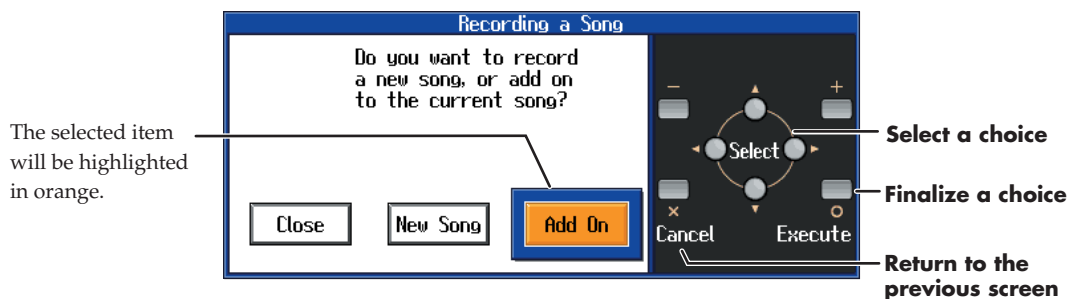 Recording a Song
Do you want to record
a new song, or add on
to the current song?
Close
New Song
Add On
The selected item
will be highlighted
in orange.
−
+
Select
×
Cancel
Execute
Select a choice
Finalize a choice
Return to the
previous screen